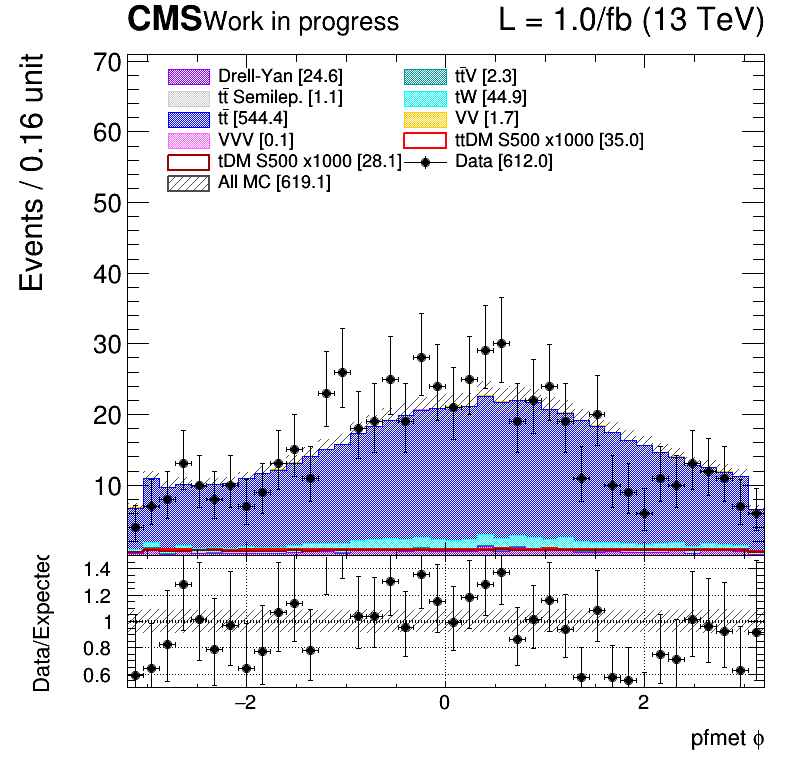 CMS Work in progress L = 1.0/fb (13 TeV)
Events / 0.16 unit
70
60
50
40
30
20
10
Drell-Yan [24.6] tt̄V [2.3]
tt̄ Semilep. [1.1] tW [44.9]
tt̄ [544.4] VV [1.7]
VVV [0.1] ttDM S500 x1000 [35.0]
tDM S500 x1000 [28.1] Data [612.0]
All MC [619.1]
Data/Expected
1.4
1.2
1
0.8
0.6
−2 0 2
pfmet ϕ